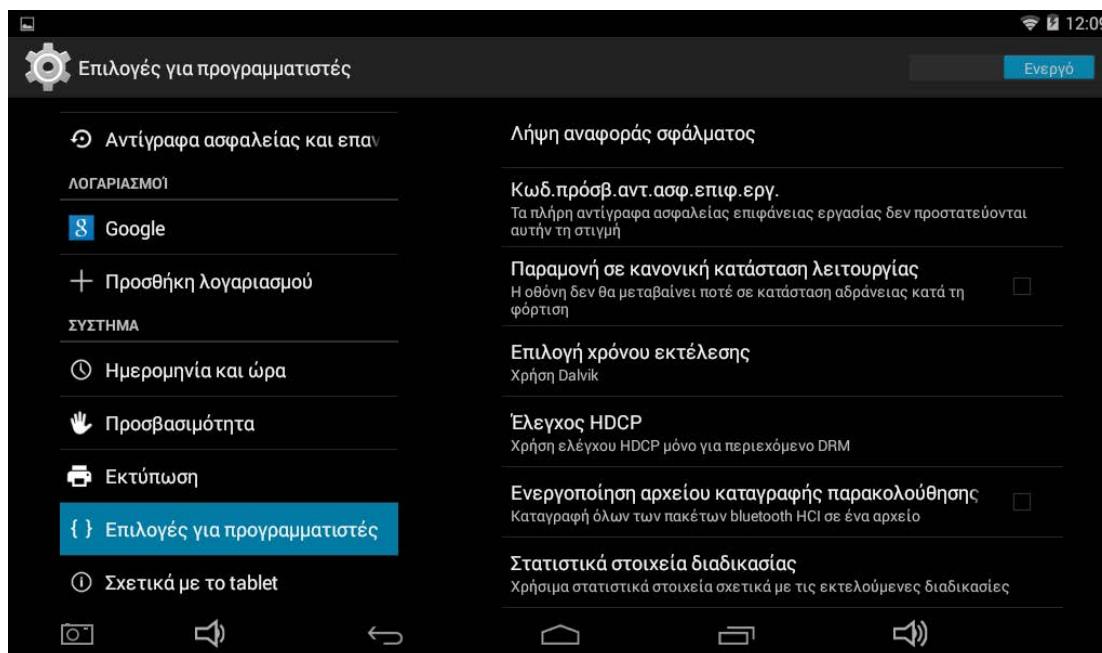 12:09
Επιλογές για προγραμματιστές
Ενεργό
Αντίγραφα ασφαλείας και επαν
ΛΟΓΑΡΙΑΣΜΟΊ
Google
Προσθήκη λογαριασμού
ΣΥΣΤΗΜΑ
Ημερομηνία και ώρα
Προσβασιμότητα
Εκτύπωση
{ } Επιλογές για προγραμματιστές
Σχετικά με το tablet
Λήψη αναφοράς σφάλματος
Κωδ.πρόσβ.αντ.ασφ.επιφ.εργ.
Τα πλήρη αντίγραφα ασφαλείας επιφάνειας εργασίας δεν προστατεύονται
αυτήν τη στιγμή
Παραμονή σε κανονική κατάσταση λειτουργίας
Η οθόνη δεν θα μεταβαίνει ποτέ σε κατάσταση αδράνειας κατά τη
φόρτιση
Επιλογή χρόνου εκτέλεσης
Χρήση Dalvik
Έλεγχος HDCP
Χρήση ελέγχου HDCP μόνο για περιεχόμενο DRM
Ενεργοποίηση αρχείου καταγραφής παρακολούθησης
Καταγραφή όλων των πακέτων bluetooth HCI σε ένα αρχείο
Στατιστικά στοιχεία διαδικασίας
Χρήσιμα στατιστικά στοιχεία σχετικά με τις εκτελούμενες διαδικασίες